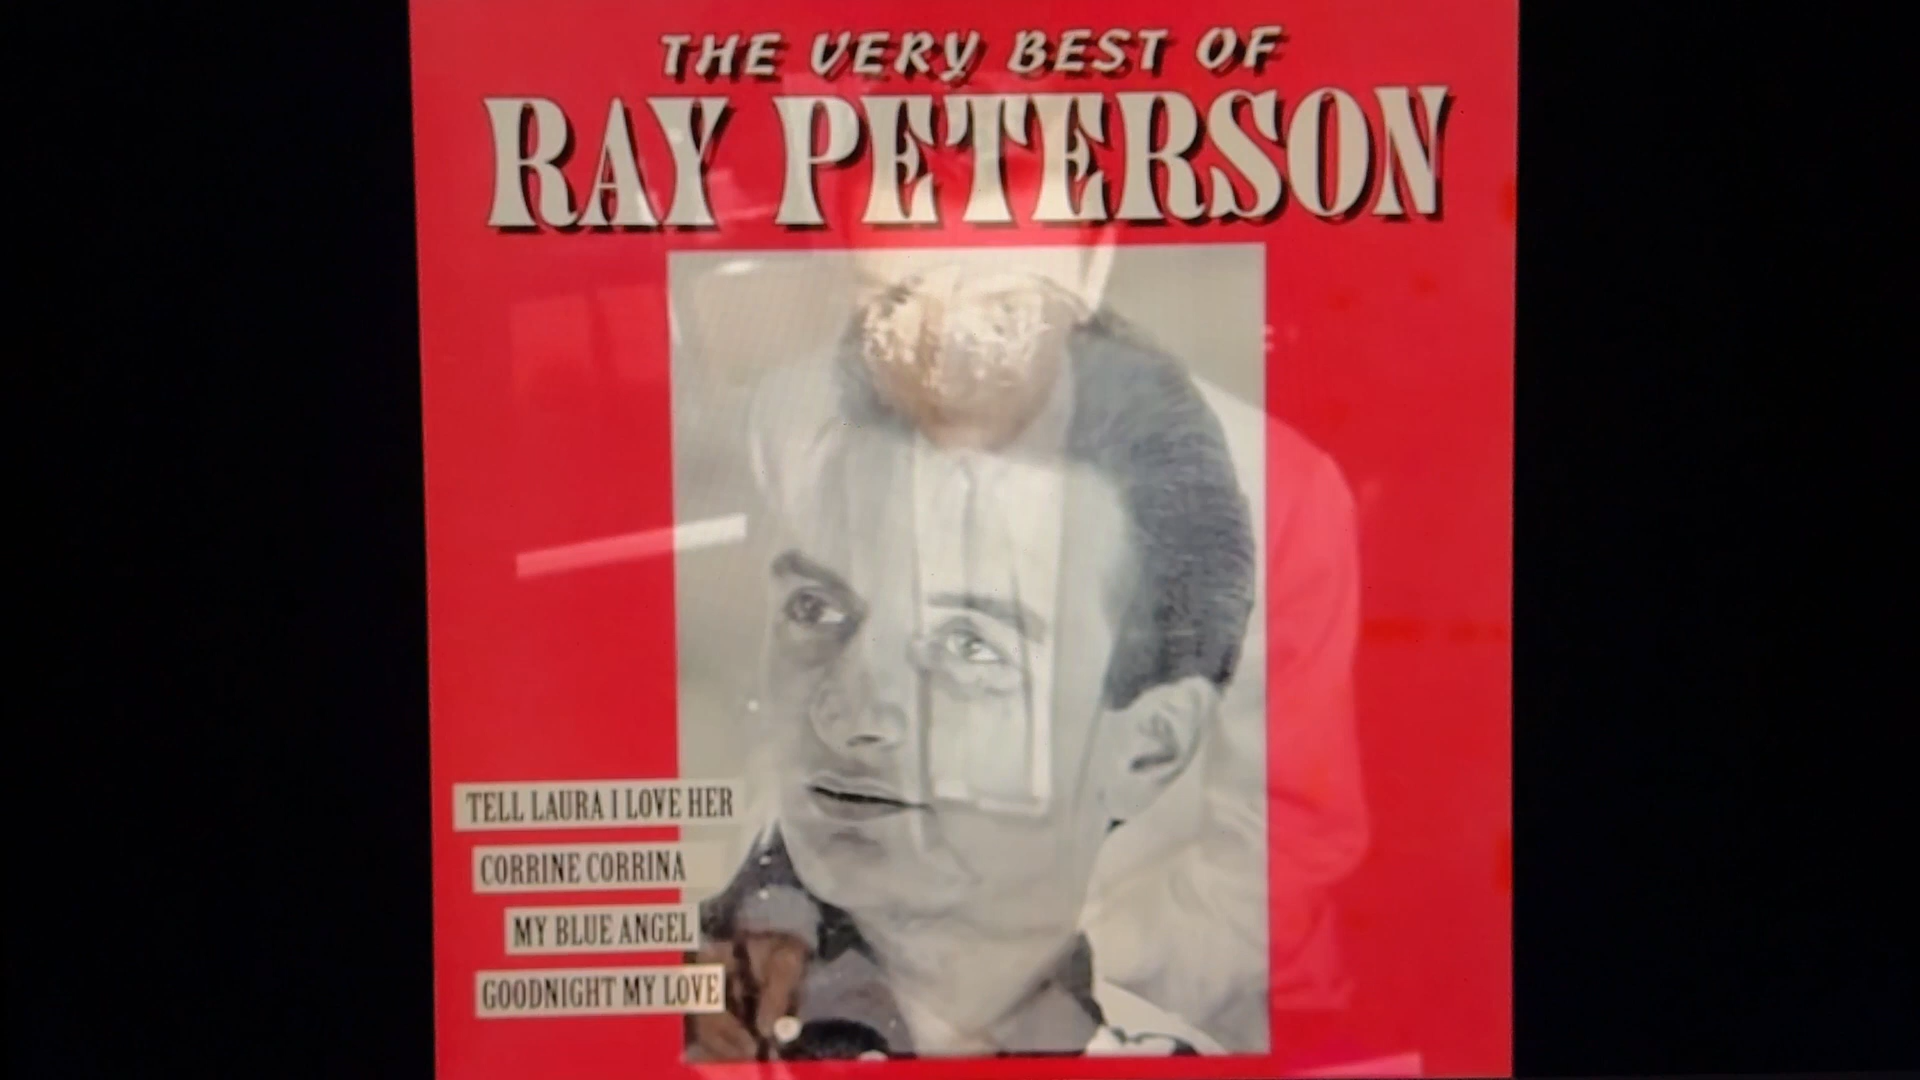 THE VERY BEST OF
RAY PETERSON
TELL LAURA I LOVE HER
CORRINE CORRINA
MY BLUE ANGEL
GOODNIGHT MY LOVE